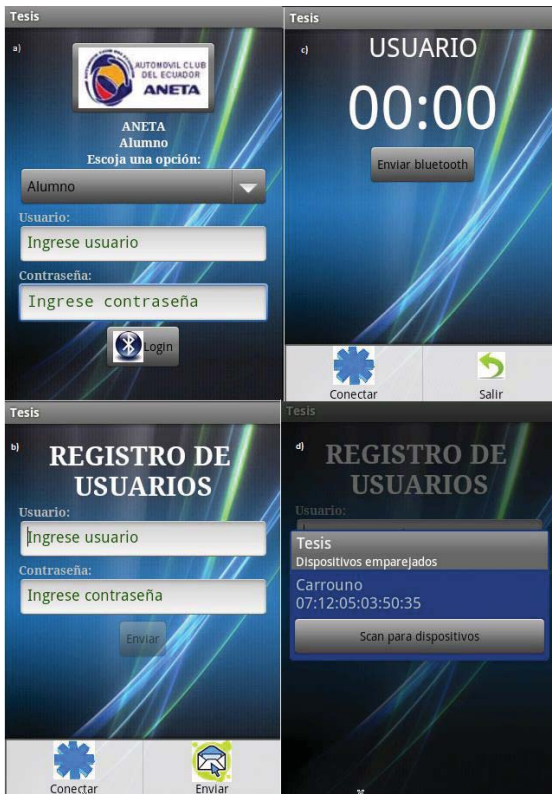 Tesis
a)
AUTOMOVIL CLUB
DEL ECUADOR
ANETA
ANETA
Alumno
Escoja una opción:
Alumno
Usuario:
Ingrese usuario
Contraseña:
Ingrese contraseña
Login
Tesis
c)
USUARIO
00:00
Enviar bluetooth
Conectar
Salir
Tesis
b)
REGISTRO DE
USUARIOS
Usuario:
Ingrese usuario
Contraseña:
Ingrese contraseña
Enviar
Conectar
Enviar
Tesis
d)
REGISTRO DE
USUARIOS
Usuario:
Tesis
Dispositivos emparejados
Carrouno
07:12:05:03:50:35
Scan para dispositivos